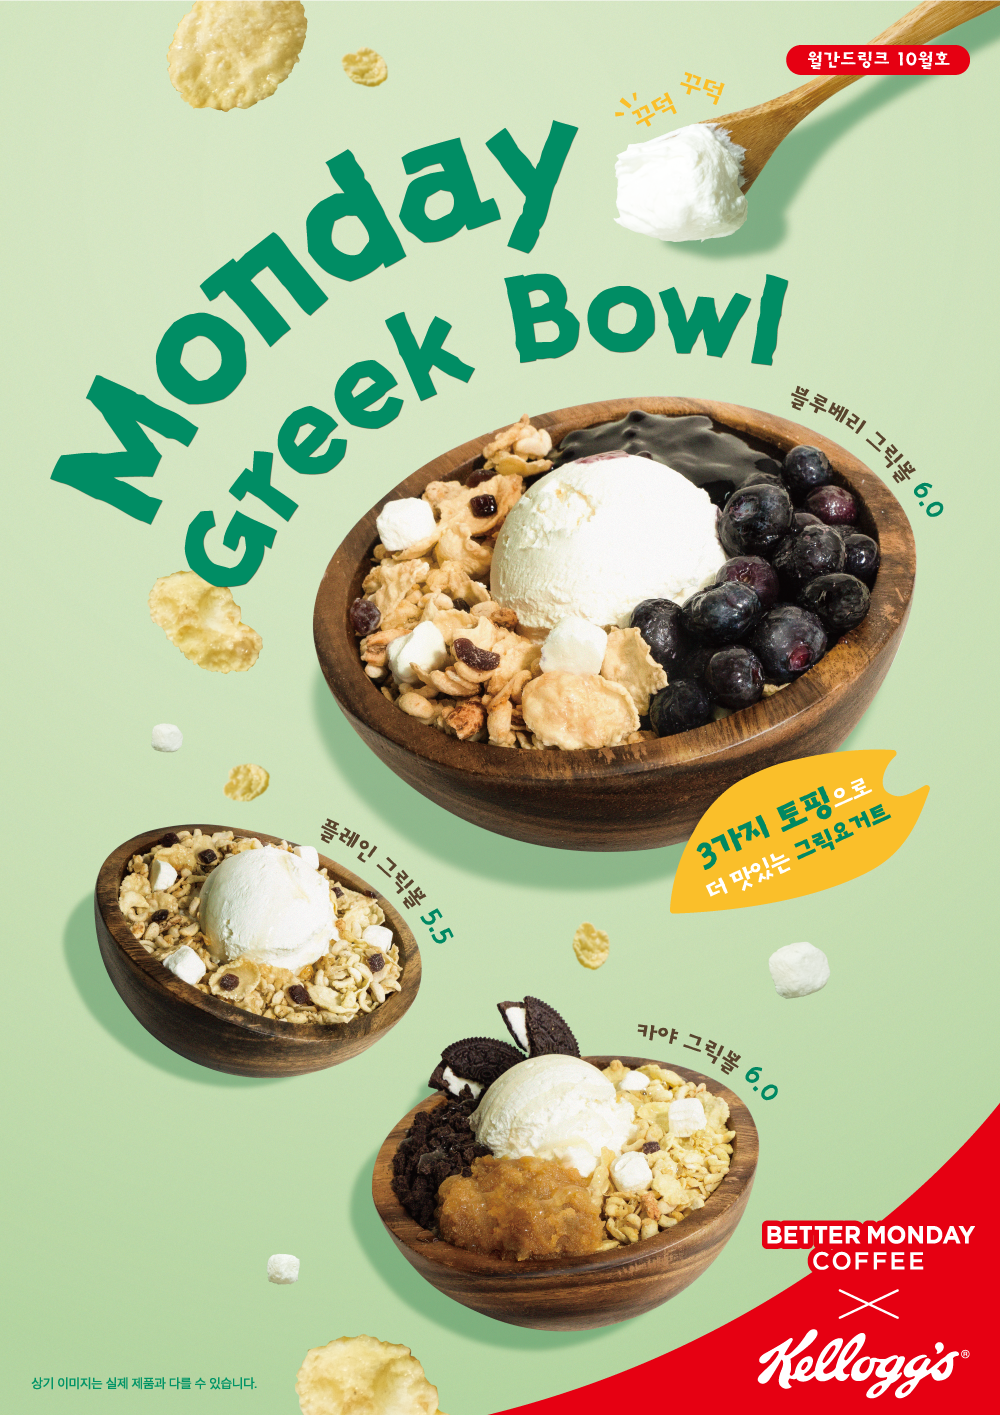 월간드링크 10월호
꾸덕 꾸덕
Monday
Greek Bowl
블루베리 그릭볼 6.0
3가지 토핑으로
더 맛있는 그릭요거트
플레인 그릭볼 5.5
카야 그릭볼 6.0
BETTER MONDAY
COFFEE
Kellogg's®
상기 이미지는 실제 제품과 다를 수 있습니다.